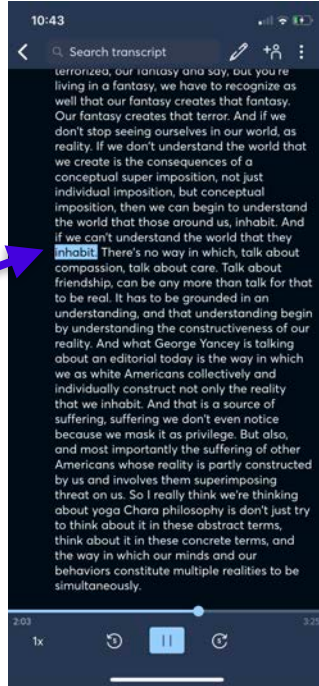 10:43
Search transcript
terrorized, our fantasy and say, but you're
living in a fantasy, we have to recognize as
well that our fantasy creates that fantasy.
Our fantasy creates that terror. And if we
don't stop seeing ourselves in our world, as
reality. If we don't understand the world that
we create is the consequences of a
conceptual super imposition, not just
individual imposition, but conceptual
imposition, then we can begin to understand
the world that those around us, inhabit. And
if we can't understand the world that they
inhabit. There's no way in which, talk about
compassion, talk about care. Talk about
friendship, can be any more than talk for that
to be real. It has to be grounded in an
understanding, and that understanding begin
by understanding the constructiveness of our
reality. And what George Yancey is talking
about an editorial today is the way in which
we as white Americans collectively and
individually construct not only the reality
that we inhabit. And that is a source of
suffering, suffering we don't even notice
because we mask it as privilege. But also,
and most importantly the suffering of other
Americans whose reality is partly constructed
by us and involves them superimposing
threat on us. So I really think we're thinking
about yoga Chara philosophy is don't just try
to think about it in these abstract terms,
think about it in these concrete terms, and
the way in which our minds and our
behaviors constitute multiple realities to be
simultaneously.
2:03 3:25
1x 5 5